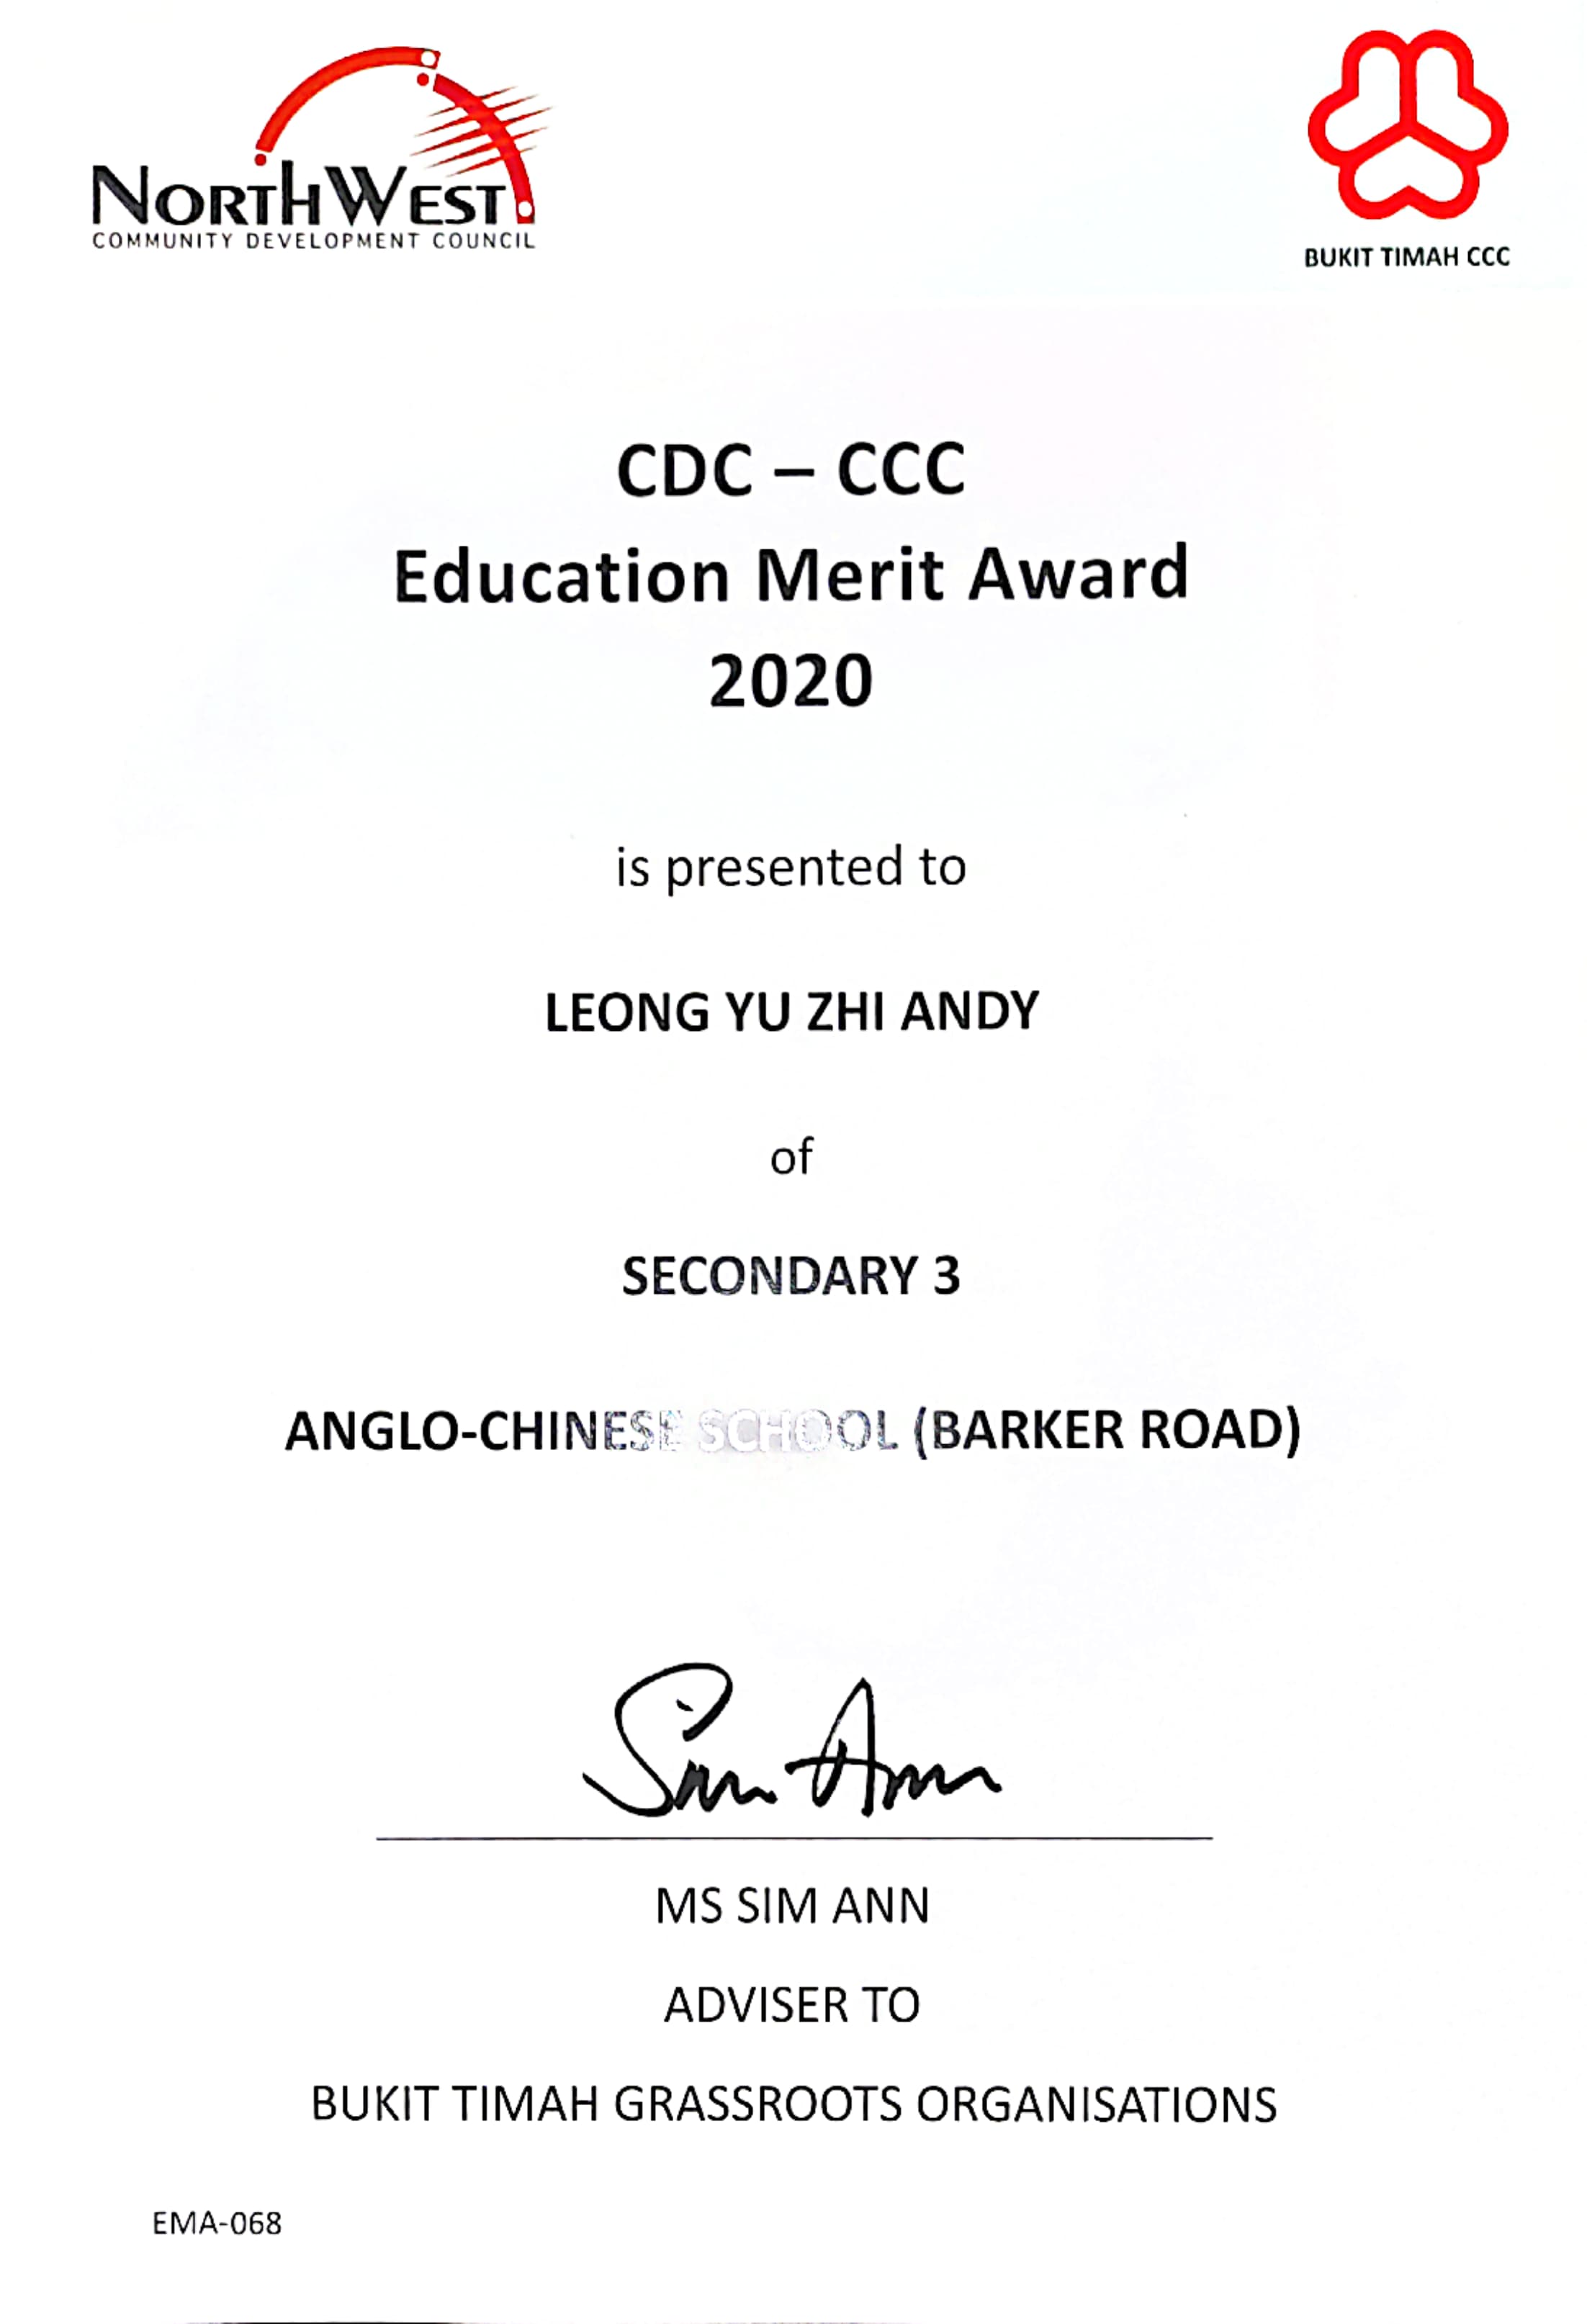 NORTHWEST
COMMUNITY DEVELOPMENT COUNCIL
BUKIT TIMAH CCC
CDC – CCC
Education Merit Award
2020
is presented to
LEONG YU ZHI ANDY
of
SECONDARY 3
ANGLO-CHINESE SCHOOL (BARKER ROAD)
Sim Ann
MS SIM ANN
ADVISER TO
BUKIT TIMAH GRASSROOTS ORGANISATIONS
EMA-068